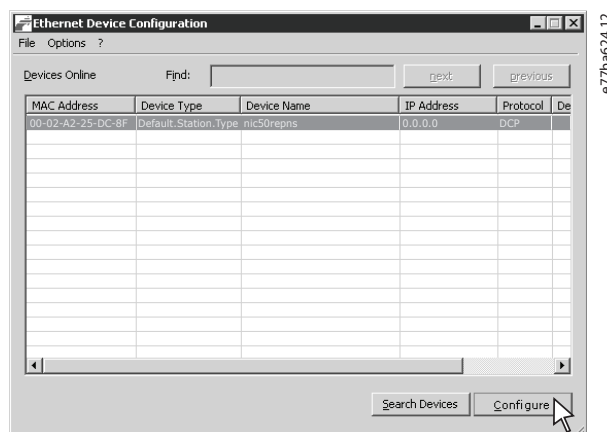 Ethernet Device Configuration
File Options ?
Devices Online Find: next previous
MAC Address Device Type Device Name IP Address Protocol De
00-02-A2-25-DC-8F Default.Station.Type nic50repns 0.0.0.0 DCP
Search Devices Configure
e77ba624.12